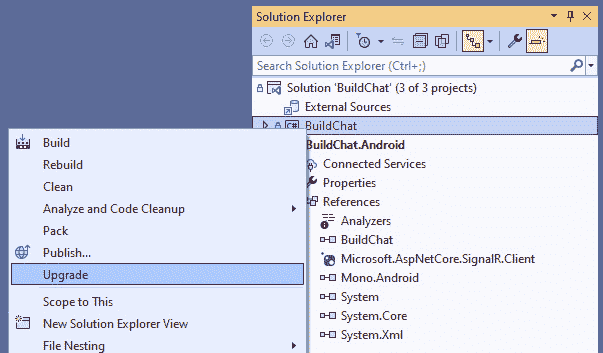 Solution Explorer
Search Solution Explorer (Ctrl+;)
Solution 'BuildChat' (3 of 3 projects)
External Sources
C# BuildChat
BuildChat.Android
Connected Services
Properties
References
Analyzers
BuildChat
Microsoft.AspNetCore.SignalR.Client
Mono.Android
System
System.Core
System.Xml
Build
Rebuild
Clean
Analyze and Code Cleanup
Pack
Publish...
Upgrade
Scope to This
New Solution Explorer View
File Nesting